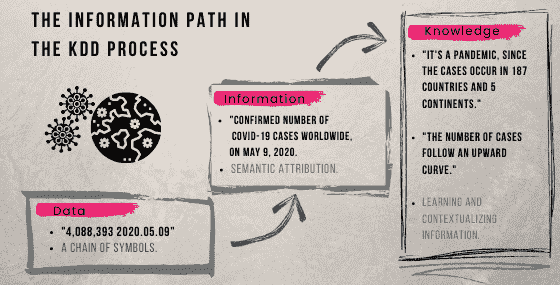 THE INFORMATION PATH IN
THE KDD PROCESS
Data
• "4,088,393 2020.05.09"
• A CHAIN OF SYMBOLS.
Information
• "CONFIRMED NUMBER OF
COVID-19 CASES WORLDWIDE,
ON MAY 9, 2020.
• SEMANTIC ATTRIBUTION.
Knowledge
• "IT'S A PANDEMIC, SINCE
THE CASES OCCUR IN 187
COUNTRIES AND 5
CONTINENTS."
• "THE NUMBER OF CASES
FOLLOW AN UPWARD
CURVE."
• LEARNING AND
CONTEXTUALIZING
INFORMATION.